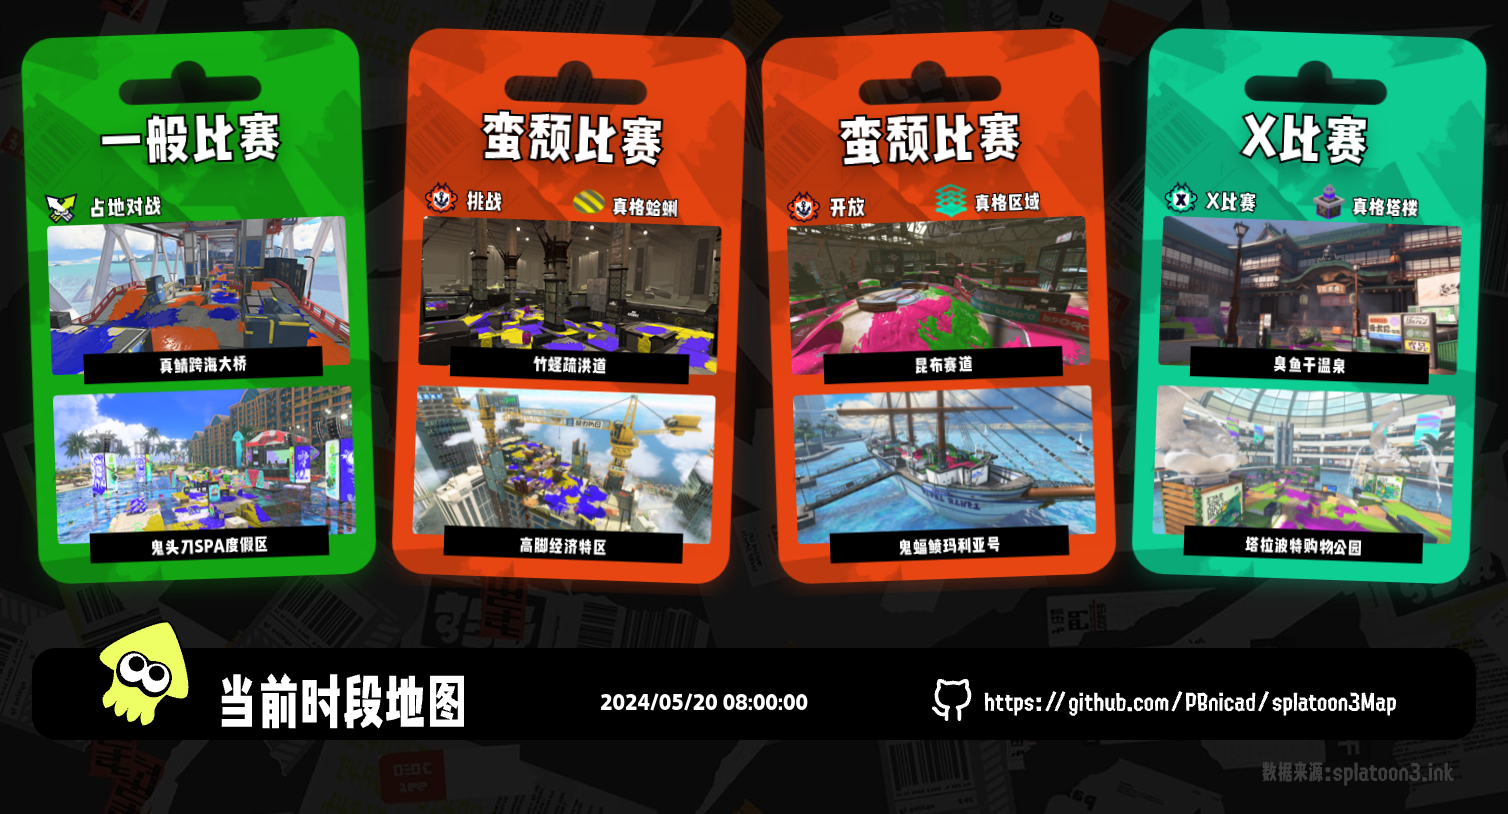 一般比赛
占地对战
真鲭跨海大桥
鬼头刀SPA度假区
蛮颓比赛
挑战
真格蛤蜊
竹蛏疏洪道
高脚经济特区
蛮颓比赛
开放
真格区域
昆布赛道
鬼蝠鲼玛利亚号
X比赛
X比赛
真格塔楼
臭鱼干温泉
塔拉波特购物公园
当前时段地图
2024/05/20 08:00:00
https://github.com/PBnicad/splatoon3Map
数据来源:splatoon3.ink